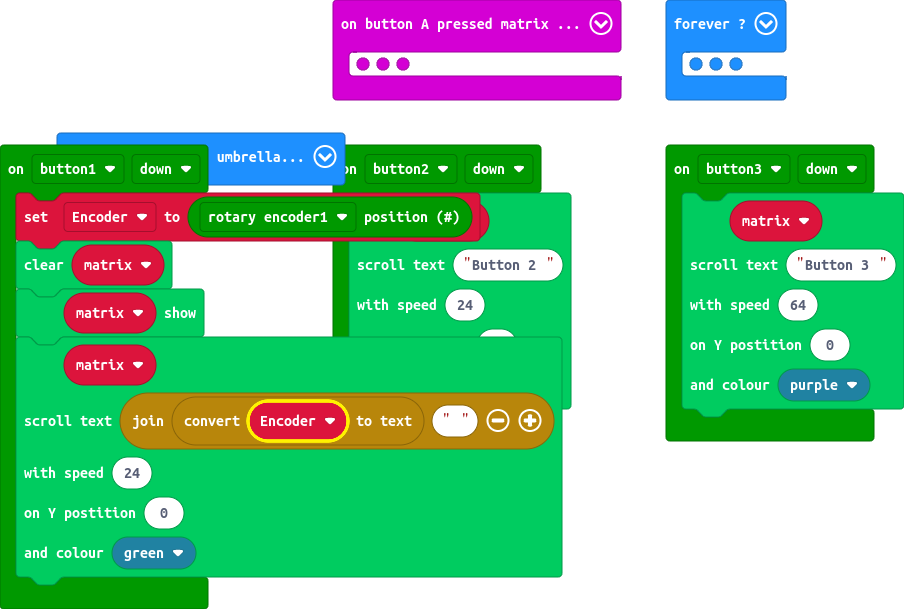 on button A pressed matrix ...
forever ?
umbrella...
on button1 down
set Encoder to rotary encoder1 position (#)
clear matrix
matrix show
matrix
scroll text join convert Encoder to text " "
with speed 24
on Y postition 0
and colour green
on button2 down
scroll text "Button 2 "
with speed 24
on button3 down
matrix
scroll text "Button 3 "
with speed 64
on Y postition 0
and colour purple